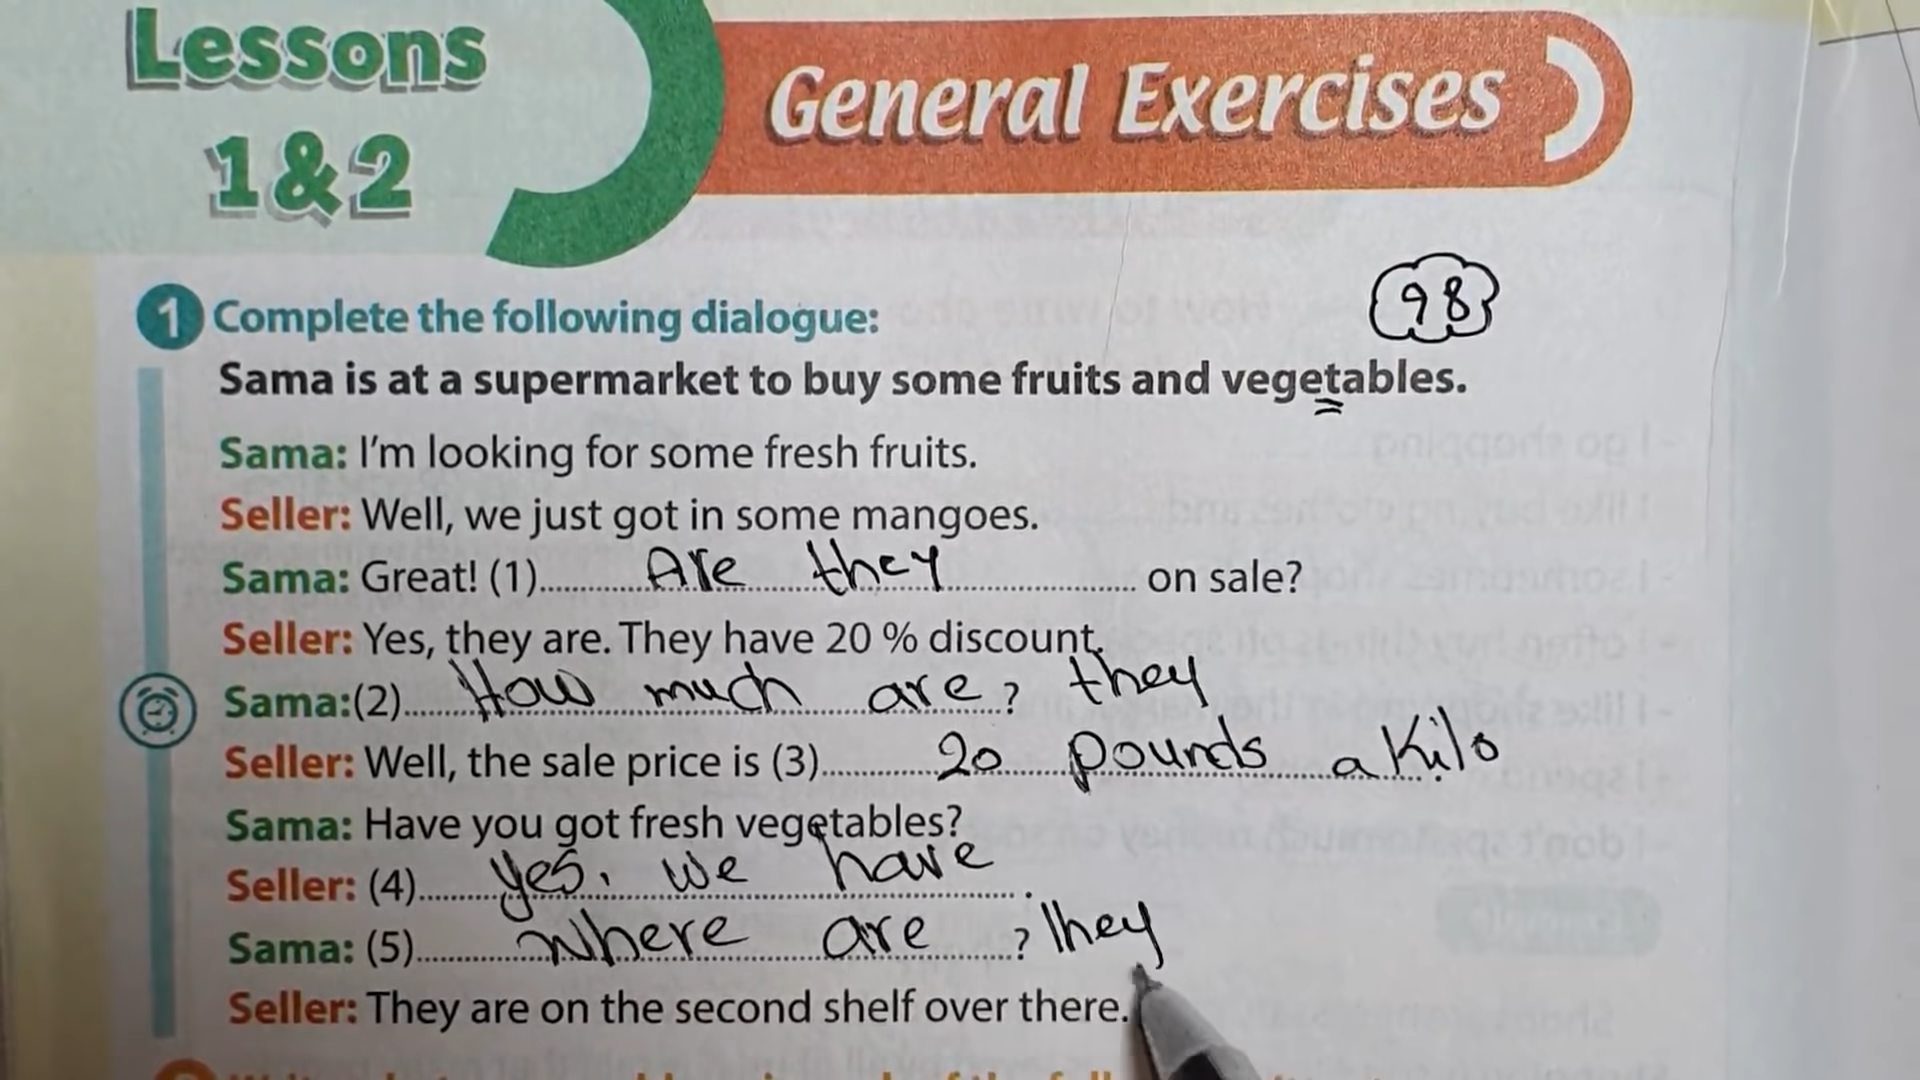 Lessons
1&2
General Exercises
98
1 Complete the following dialogue:
Sama is at a supermarket to buy some fruits and vegetables.
Sama: I'm looking for some fresh fruits.
Seller: Well, we just got in some mangoes.
Sama: Great! (1)......... Are they ......... on sale?
Seller: Yes, they are. They have 20 % discount.
Sama:(2)......... How much are ? they
Seller: Well, the sale price is (3)......... 20 pounds a Kilo
Sama: Have you got fresh vegetables?
Seller: (4)......... yes. we have .
Sama: (5)......... Where are ? they
Seller: They are on the second shelf over there.